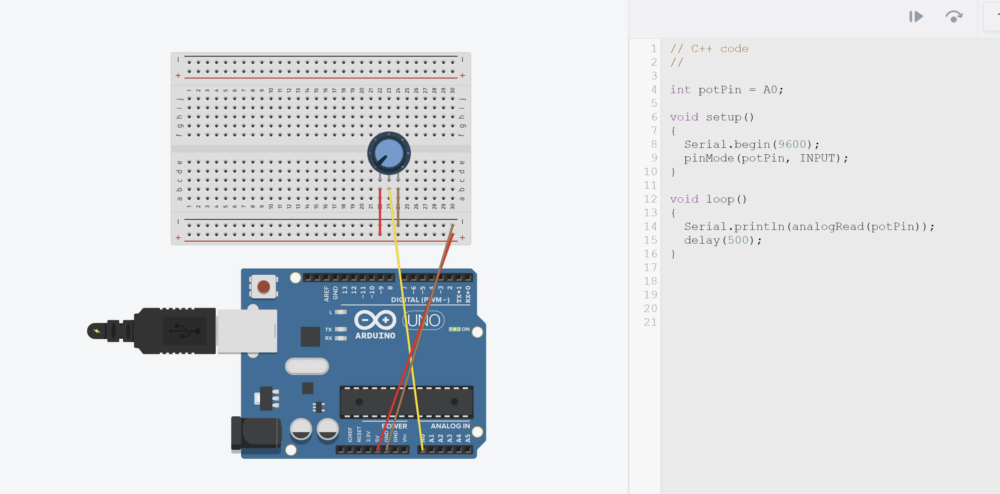 − −
+ +
1 2 3 4 5 6 7 8 9 10 11 12 13 14 15 16 17 18 19 20 21 22 23 24 25 26 27 28 29 30
j j
i i
h h
g g
f f
e e
d d
c c
b b
a a
1 2 3 4 5 6 7 8 9 10 11 12 13 14 15 16 17 18 19 20 21 23 25 26 27 28 29 30
− −
+ +
AREF GND 13 12 ~11 ~10 ~9 8 7 ~6 ~5 4 ~3 2 TX→1 RX←0
DIGITAL (PWM~)
L
UNO
TX
RX
ARDUINO
ON
SPK16.000G
POWER
ANALOG IN
IOREF RESET 3.3V 5V GND GND Vin A0 A1 A2 A3 A4 A5
1 // C++ code
2 //
3
4 int potPin = A0;
5
6 void setup()
7 {
8   Serial.begin(9600);
9   pinMode(potPin, INPUT);
10 }
11
12 void loop()
13 {
14   Serial.println(analogRead(potPin));
15   delay(500);
16 }
17
18
19
20
21